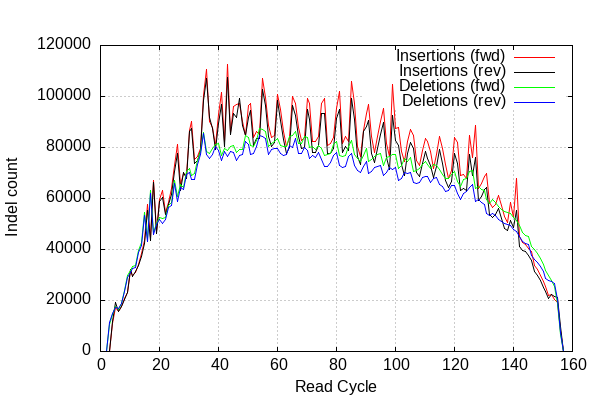 120000
100000
80000
60000
40000
20000
0
Indel count
Insertions (fwd)
Insertions (rev)
Deletions (fwd)
Deletions (rev)
0 20 40 60 80 100 120 140 160
Read Cycle